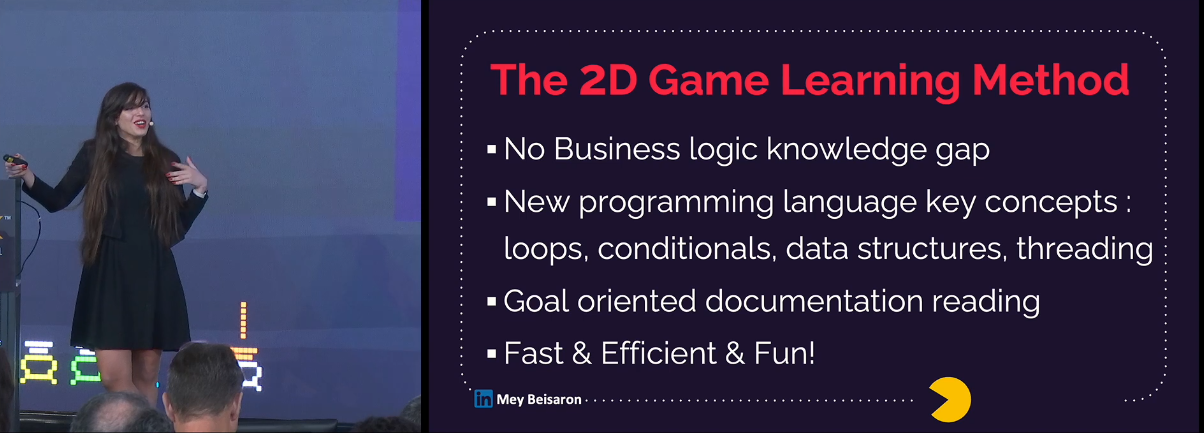 The 2D Game Learning Method
▪ No Business logic knowledge gap
▪ New programming language key concepts :
loops, conditionals, data structures, threading
▪ Goal oriented documentation reading
▪ Fast & Efficient & Fun!
in Mey Beisaron
TM